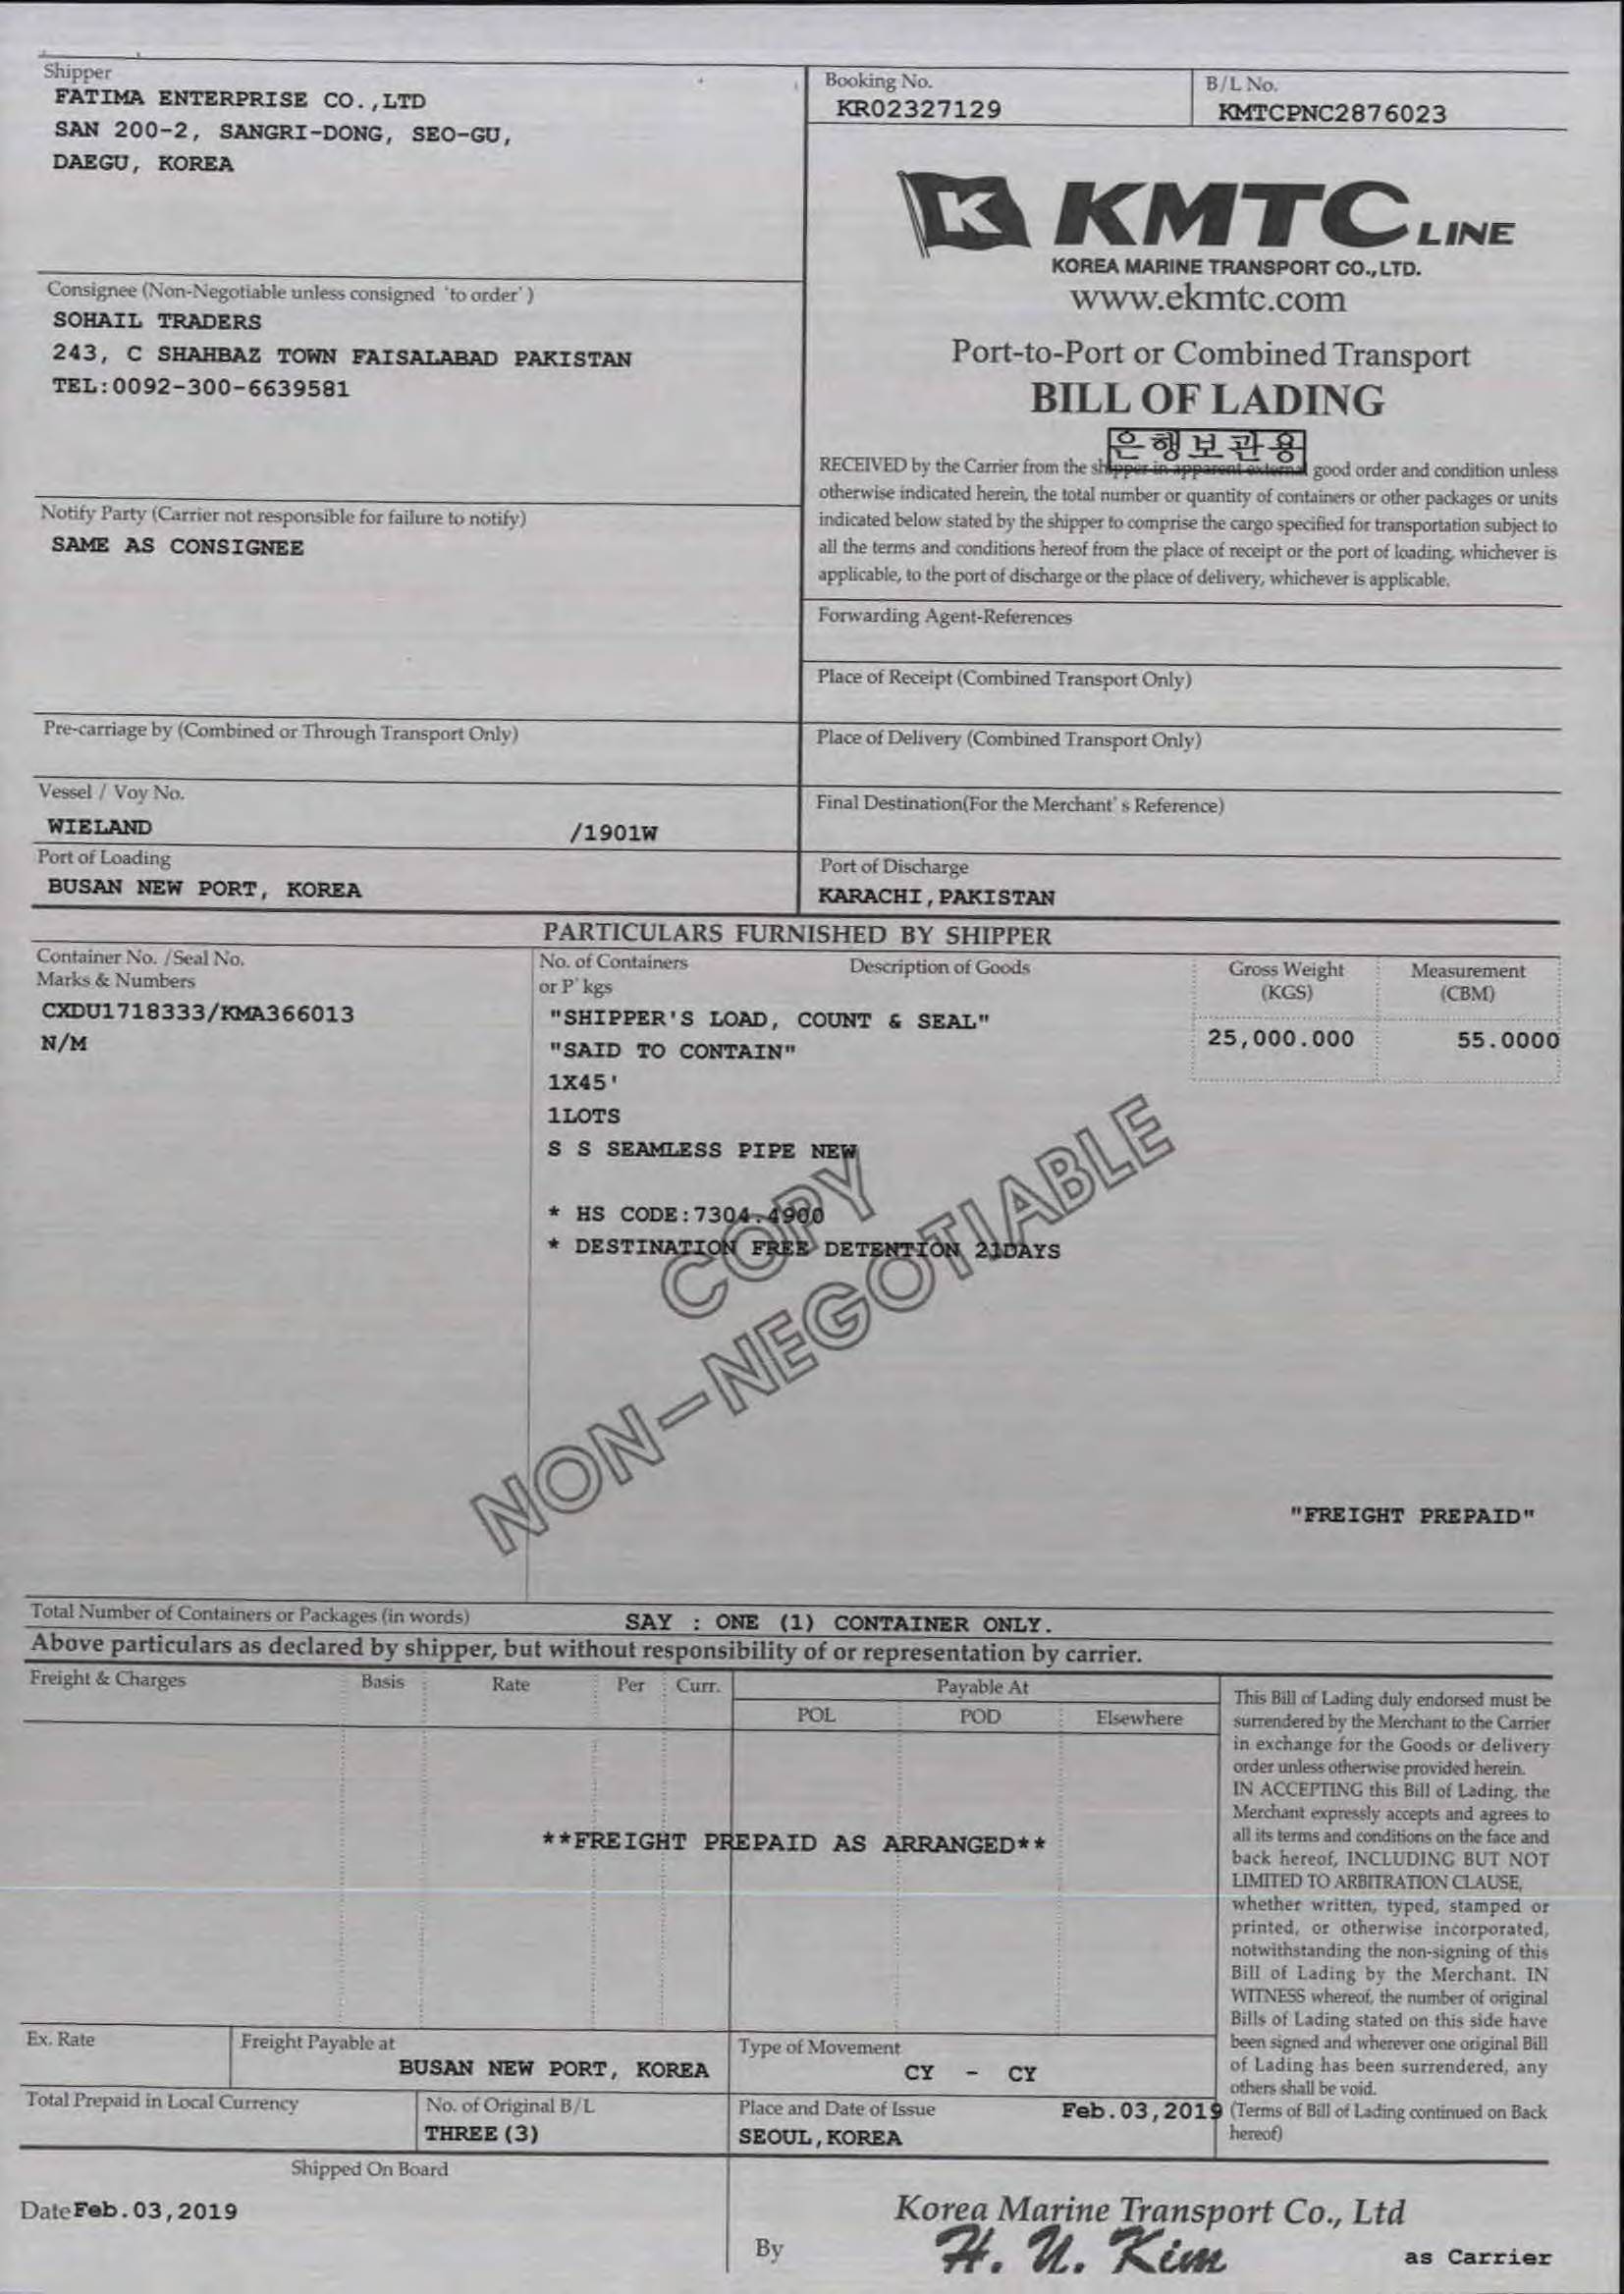 Shipper
FATIMA ENTERPRISE CO.,LTD
SAN 200-2, SANGRI-DONG, SEO-GU,
DAEGU, KOREA
Booking No.
KR02327129
B/L No.
KMTCPNC2876023
K KMTC LINE
KOREA MARINE TRANSPORT CO., LTD.
www.ekmtc.com
Port-to-Port or Combined Transport
BILL OF LADING
은행보관용
Consignee (Non-Negotiable unless consigned 'to order')
SOHAIL TRADERS
243, C SHAHBAZ TOWN FAISALABAD PAKISTAN
TEL:0092-300-6639581
RECEIVED by the Carrier from the shipper in apparent external good order and condition unless
otherwise indicated herein, the total number or quantity of containers or other packages or units
indicated below stated by the shipper to comprise the cargo specified for transportation subject to
all the terms and conditions hereof from the place of receipt or the port of loading, whichever is
applicable, to the port of discharge or the place of delivery, whichever is applicable.
Notify Party (Carrier not responsible for failure to notify)
SAME AS CONSIGNEE
Forwarding Agent-References
Place of Receipt (Combined Transport Only)
Pre-carriage by (Combined or Through Transport Only)
Place of Delivery (Combined Transport Only)
Vessel / Voy No.
WIELAND /1901W
Final Destination(For the Merchant's Reference)
Port of Loading
BUSAN NEW PORT, KOREA
Port of Discharge
KARACHI,PAKISTAN
PARTICULARS FURNISHED BY SHIPPER
Container No. /Seal No.
Marks & Numbers
No. of Containers
or P'kgs
Description of Goods
Gross Weight
(KGS)
Measurement
(CBM)
CXDU1718333/KMA366013
N/M
"SHIPPER'S LOAD, COUNT & SEAL"
"SAID TO CONTAIN"
1X45'
1LOTS
S S SEAMLESS PIPE NEW
25,000.000
55.0000
* HS CODE:7304.4900
* DESTINATION FREE DETENTION 21DAYS
COPY
NON-NEGOTIABLE
"FREIGHT PREPAID"
Total Number of Containers or Packages (in words)
SAY : ONE (1) CONTAINER ONLY.
Above particulars as declared by shipper, but without responsibility of or representation by carrier.
Freight & Charges
Basis
Rate
Per
Curr.
Payable At
POL
POD
Elsewhere
**FREIGHT PREPAID AS ARRANGED**
This Bill of Lading duly endorsed must be
surrendered by the Merchant to the Carrier
in exchange for the Goods or delivery
order unless otherwise provided herein.
IN ACCEPTING this Bill of Lading, the
Merchant expressly accepts and agrees to
all its terms and conditions on the face and
back hereof, INCLUDING BUT NOT
LIMITED TO ARBITRATION CLAUSE,
whether written, typed, stamped or
printed, or otherwise incorporated,
notwithstanding the non-signing of this
Bill of Lading by the Merchant. IN
WITNESS whereof, the number of original
Bills of Lading stated on this side have
been signed and wherever one original Bill
of Lading has been surrendered, any
others shall be void.
(Terms of Bill of Lading continued on Back
hereof)
Ex. Rate
Freight Payable at
BUSAN NEW PORT, KOREA
Type of Movement
CY - CY
Total Prepaid in Local Currency
No. of Original B/L
THREE(3)
Place and Date of Issue
Feb.03,2019
SEOUL,KOREA
Shipped On Board
Date Feb.03,2019
Korea Marine Transport Co., Ltd
By
H. U. Kim
as Carrier